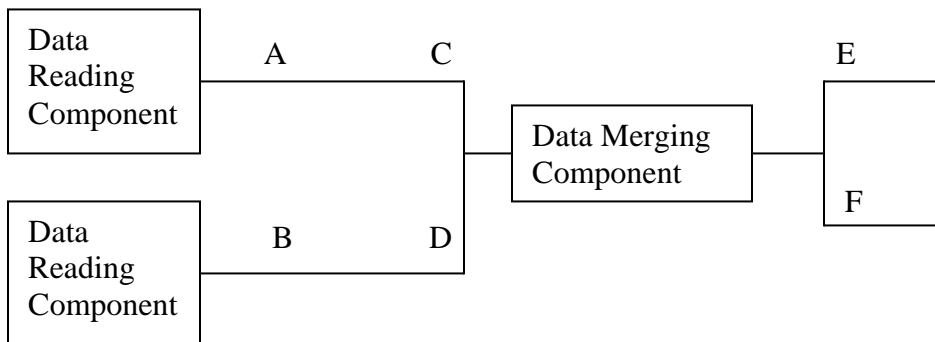 Data
Reading
Component
A
C
E
Data Merging
Component
F
Data
Reading
Component
B
D